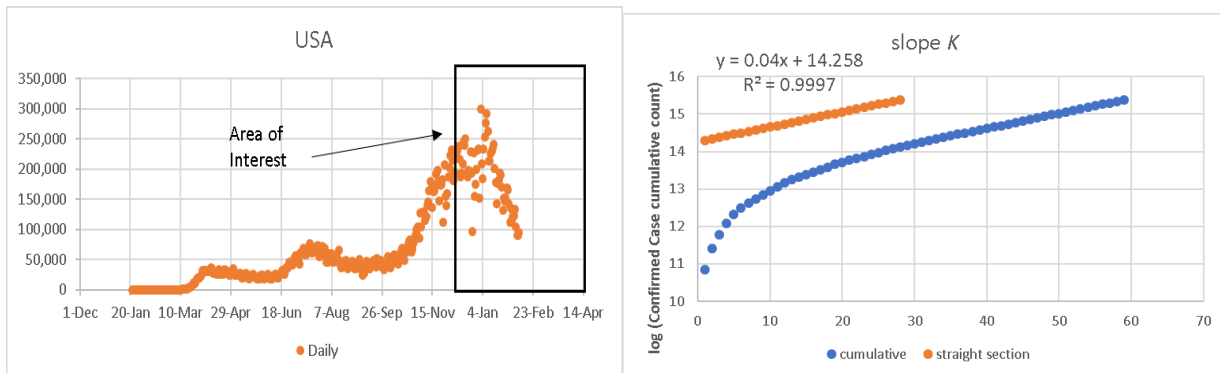 USA
350,000
300,000
250,000
200,000
150,000
100,000
50,000
0
Area of
Interest
1-Dec 20-Jan 10-Mar 29-Apr 18-Jun 7-Aug 26-Sep 15-Nov 4-Jan 23-Feb 14-Apr
Daily
slope K
y = 0.04x + 14.258
R² = 0.9997
log (Confirmed Case cumulative count)
16
15
14
13
12
11
10
0 10 20 30 40 50 60 70
cumulative straight section